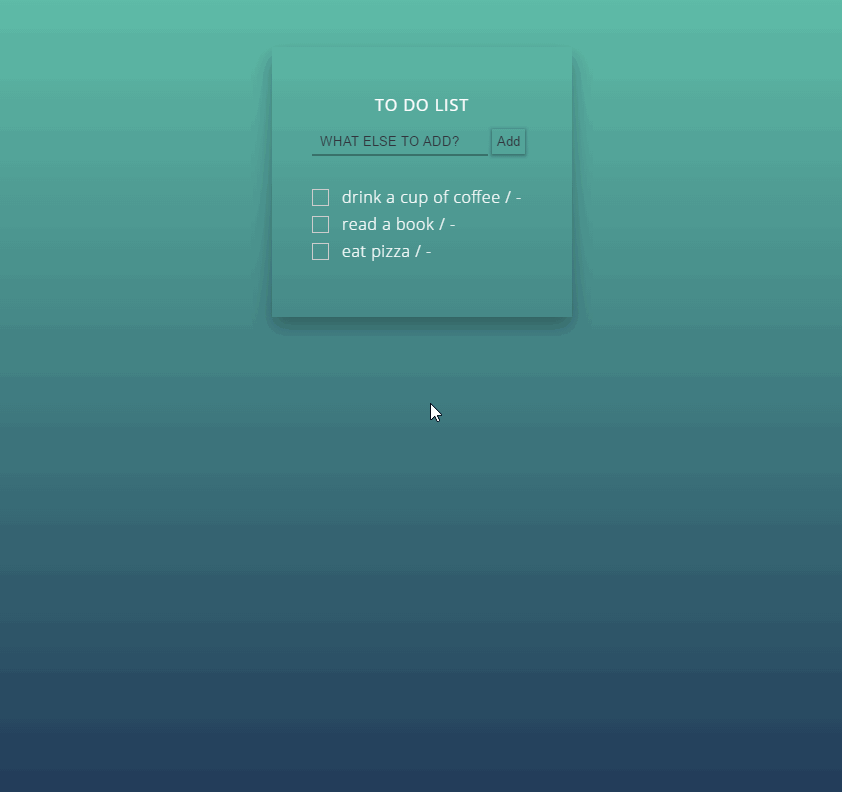 TO DO LIST
WHAT ELSE TO ADD? Add
drink a cup of coffee / -
read a book / -
eat pizza / -